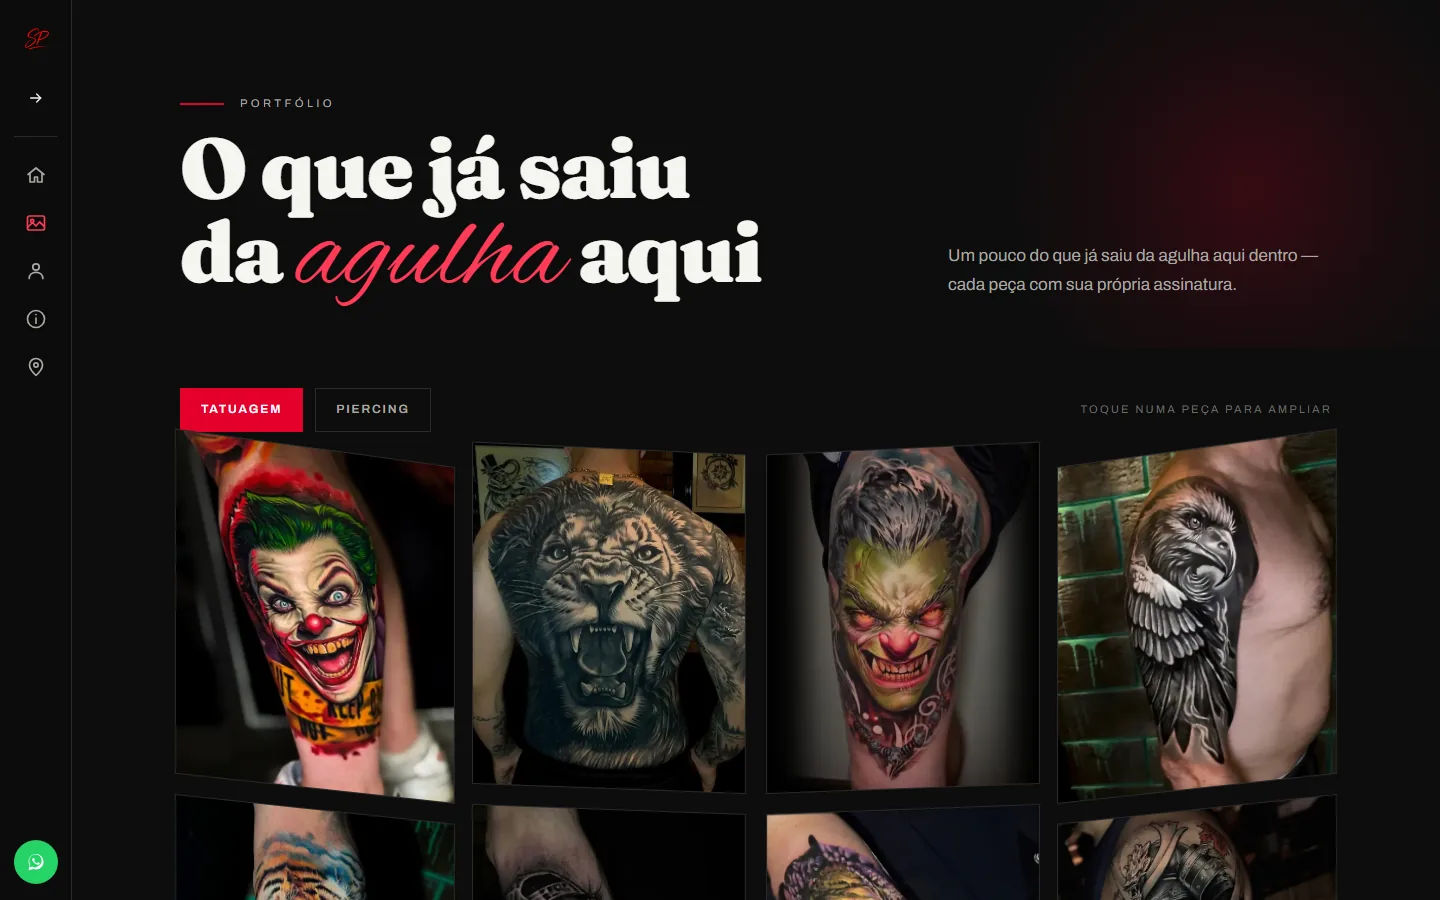 SP
PORTFÓLIO
O que já saiu
da agulha aqui
Um pouco do que já saiu da agulha aqui dentro —
cada peça com sua própria assinatura.
TATUAGEM
PIERCING
TOQUE NUMA PEÇA PARA AMPLIAR